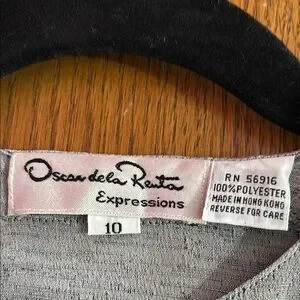 Oscar de la Renta
Expressions
10
RN 56916
100% POLYESTER
MADE IN HONG KONG
REVERSE FOR CARE